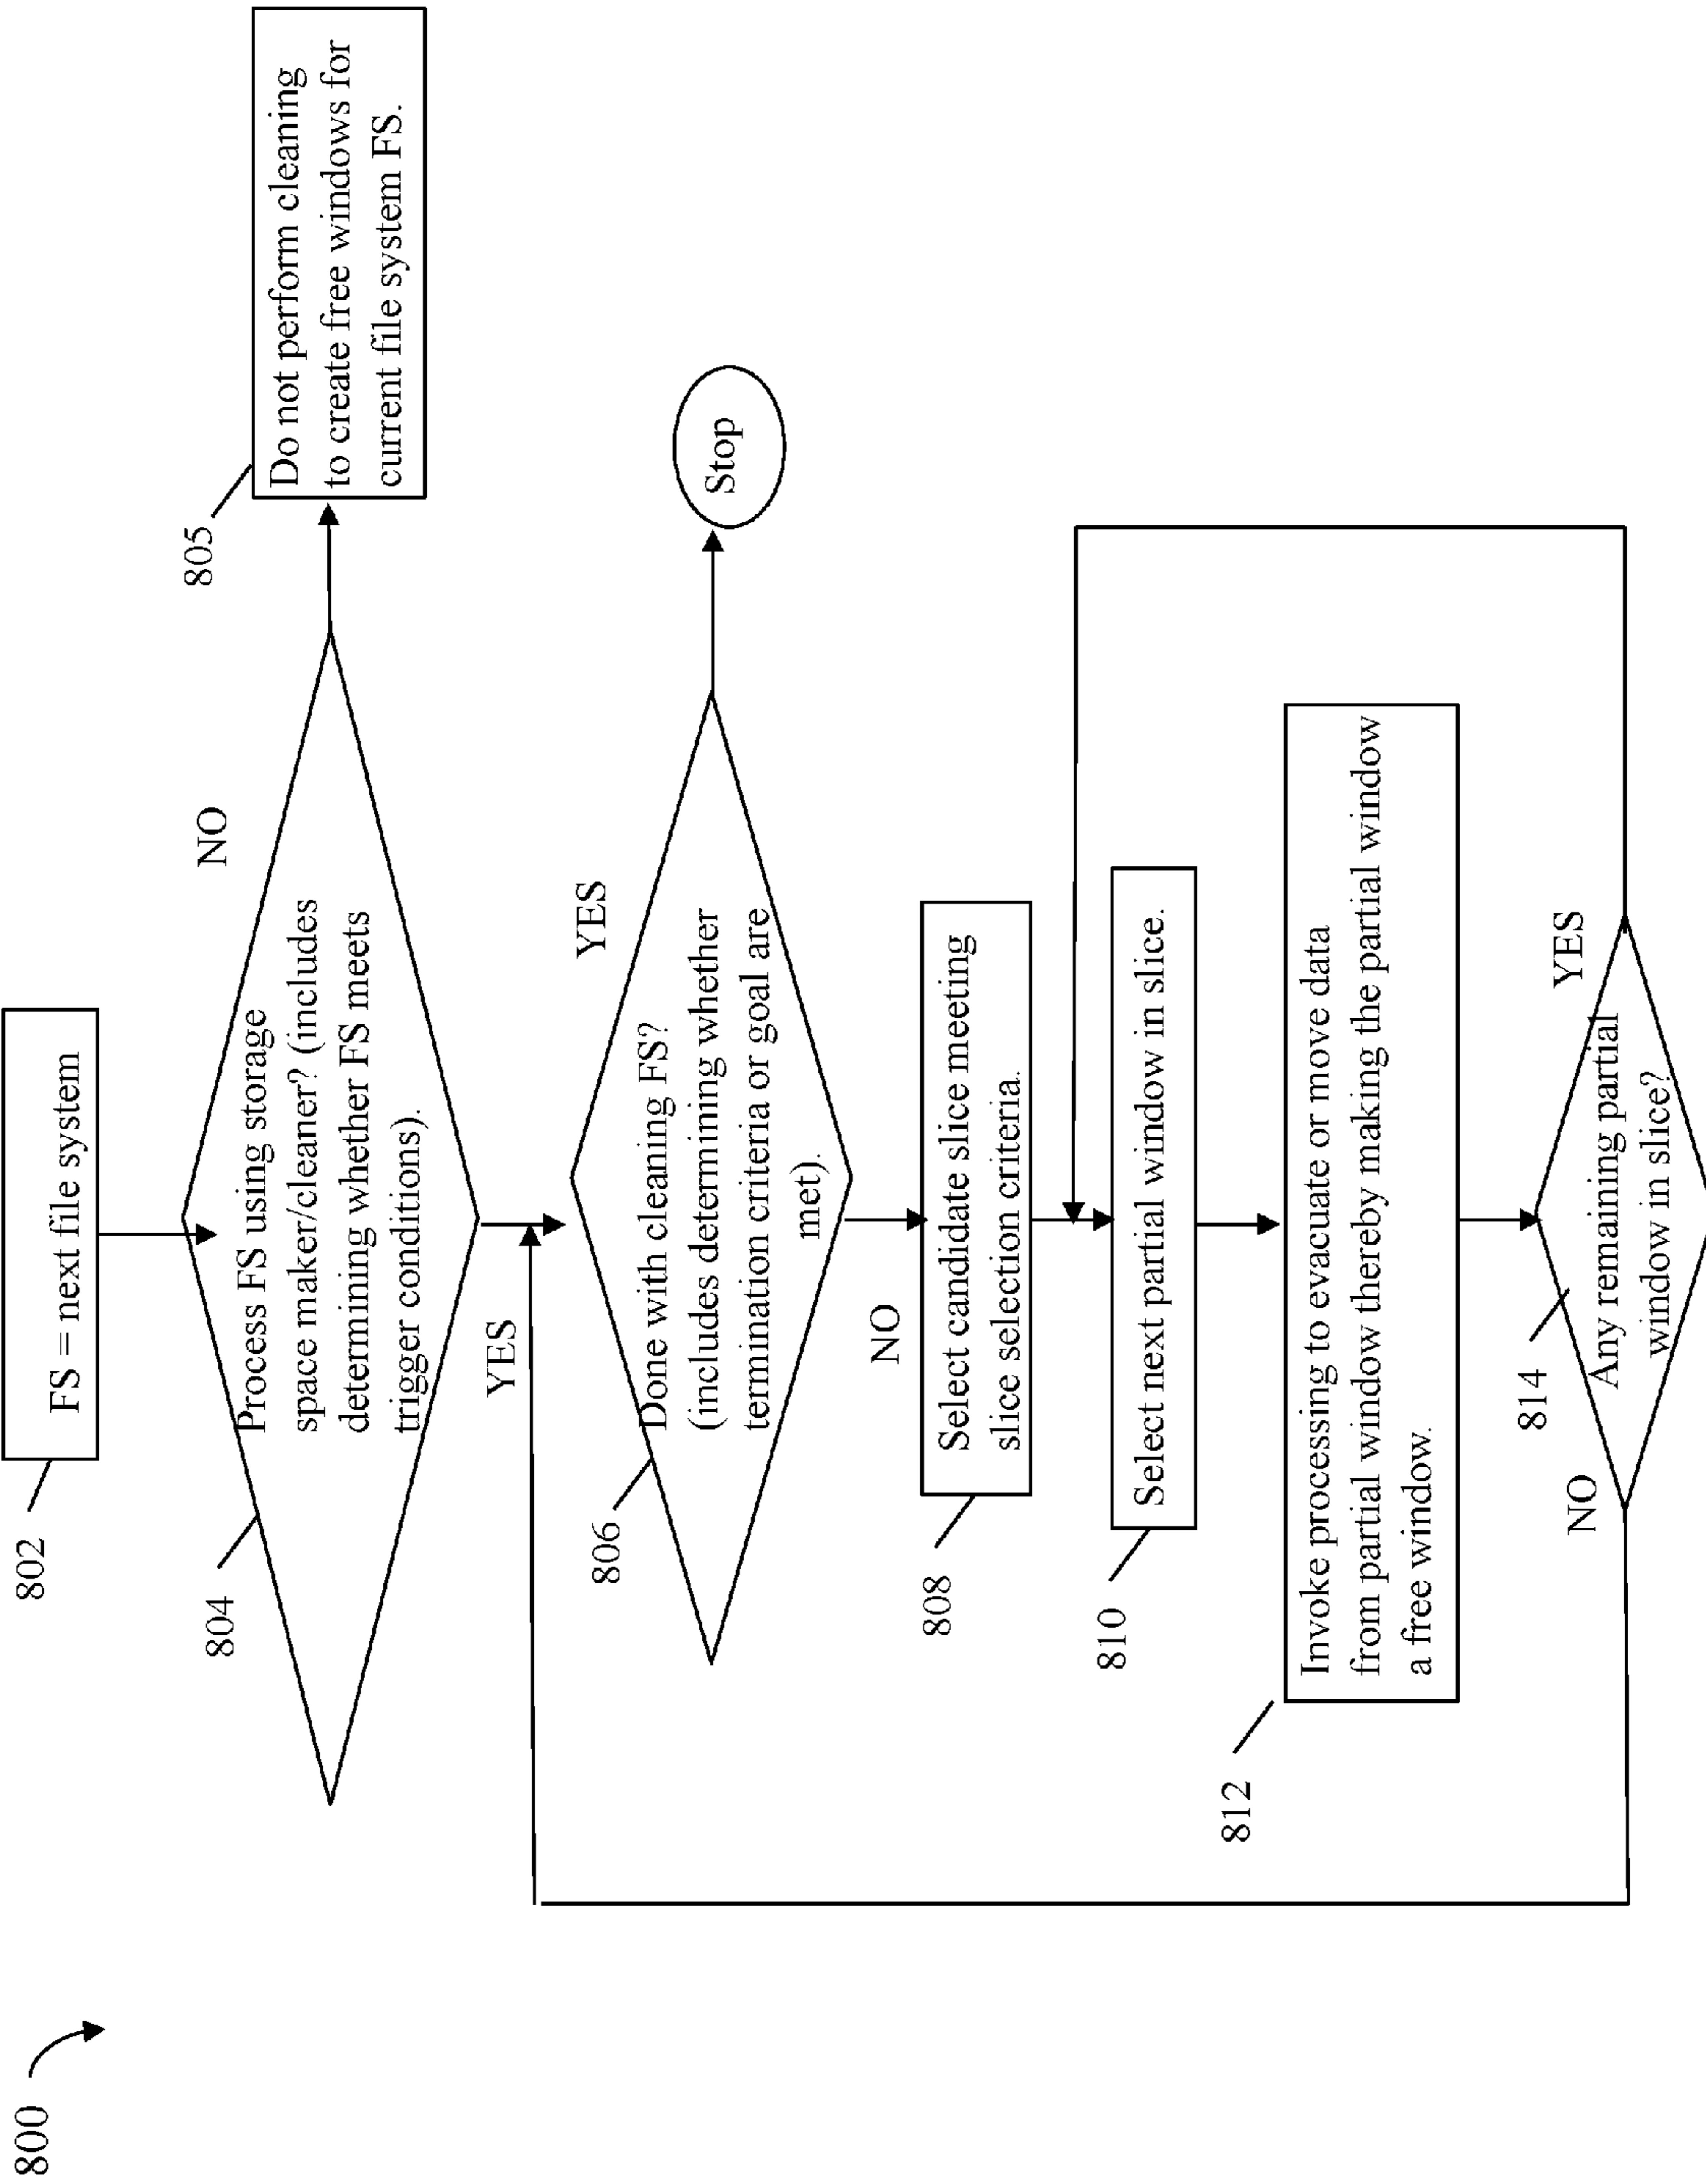 800
802
FS = next file system
804
Process FS using storage
space maker/cleaner? (includes
determining whether FS meets
trigger conditions).
NO
805
Do not perform cleaning
to create free windows for
current file system FS.
YES
806
Done with cleaning FS?
(includes determining whether
termination criteria or goal are
met).
YES
Stop
NO
808
Select candidate slice meeting
slice selection criteria.
810
Select next partial window in slice.
812
Invoke processing to evacuate or move data
from partial window thereby making the partial window
a free window.
814
Any remaining partial
window in slice?
NO
YES